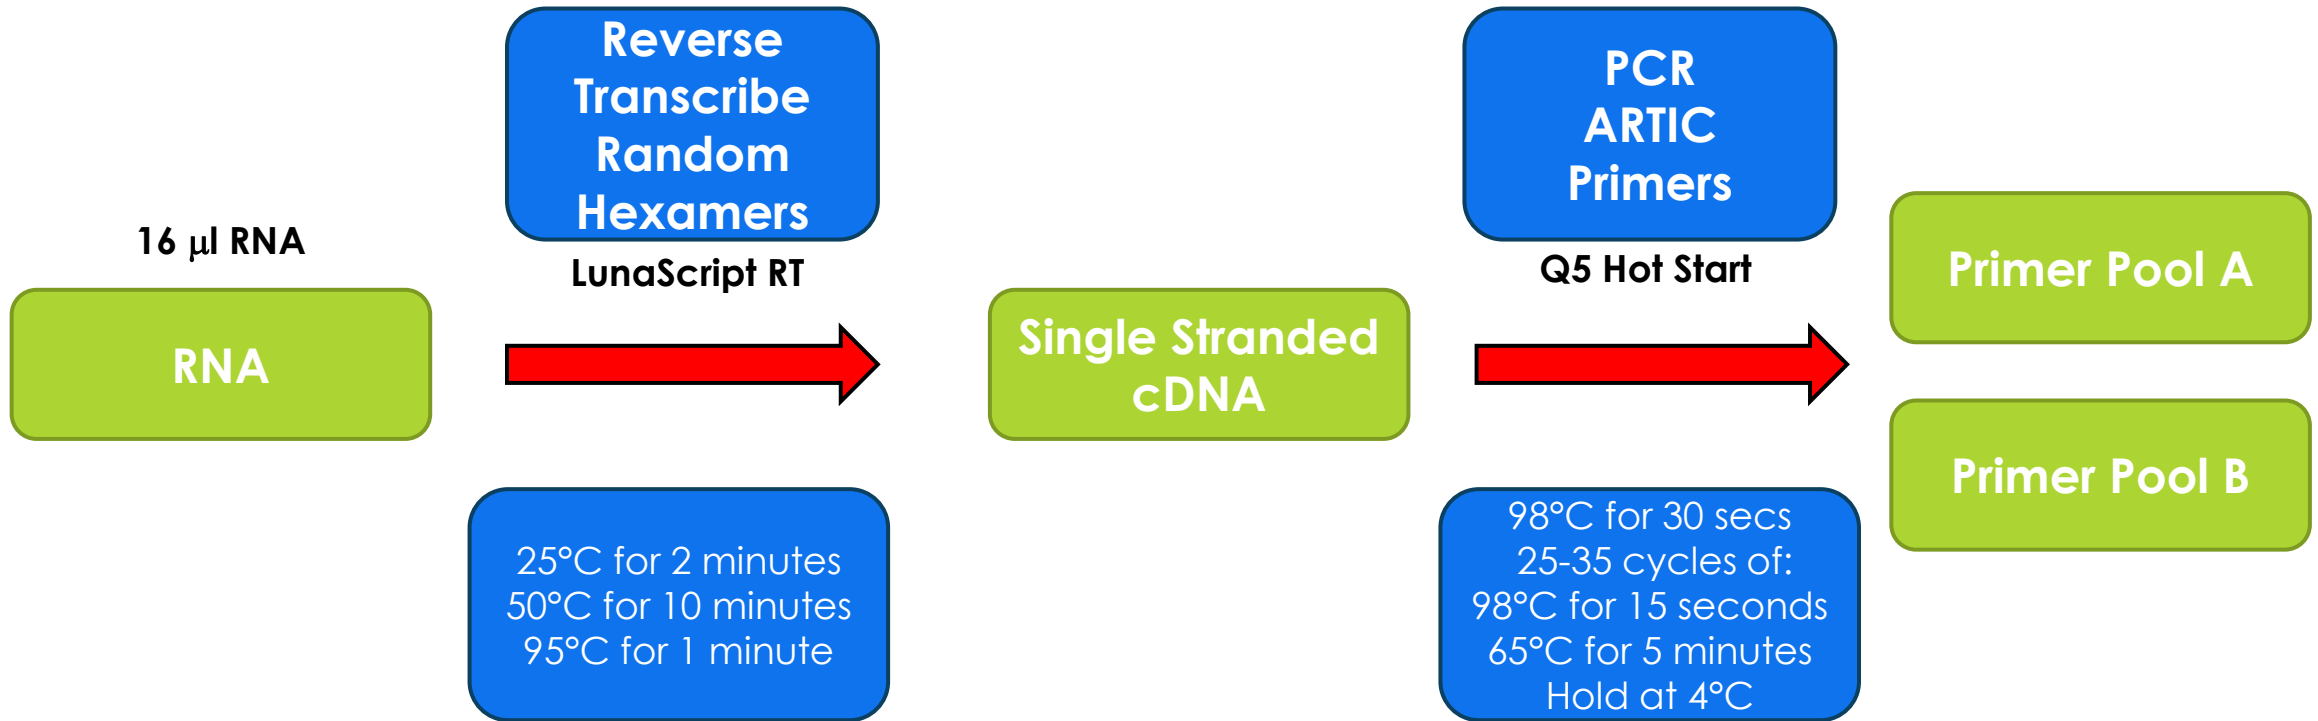 16 μl RNA
RNA
Reverse
Transcribe
Random
Hexamers
LunaScript RT
25°C for 2 minutes
50°C for 10 minutes
95°C for 1 minute
Single Stranded
cDNA
PCR
ARTIC
Primers
Q5 Hot Start
98°C for 30 secs
25-35 cycles of:
98°C for 15 seconds
65°C for 5 minutes
Hold at 4°C
Primer Pool A
Primer Pool B